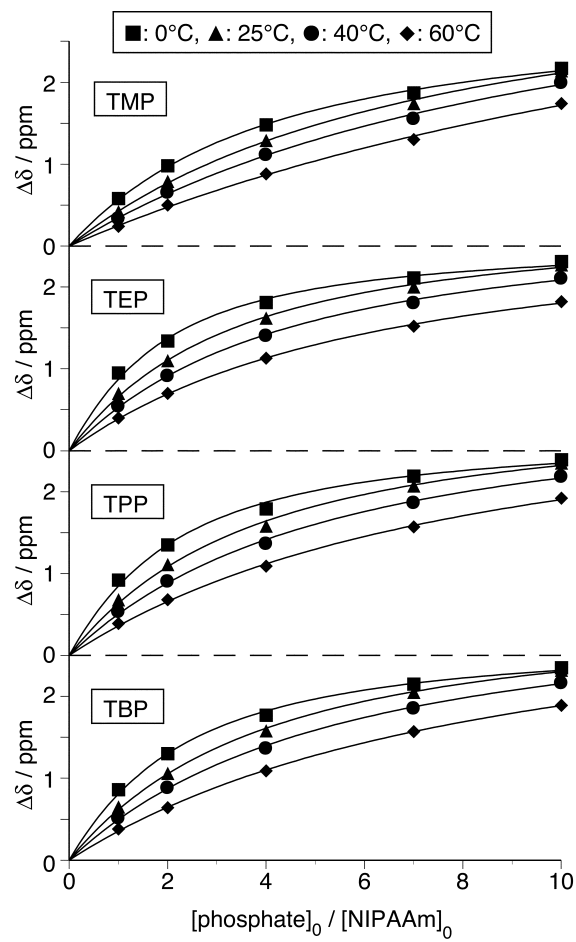 ■: 0°C, ▲: 25°C, ●: 40°C, ◆: 60°C
TMP
2
1
0
Δδ / ppm
TEP
2
1
0
Δδ / ppm
TPP
2
1
0
Δδ / ppm
TBP
2
1
0
Δδ / ppm
0 2 4 6 8 10
[phosphate]₀ / [NIPAAm]₀